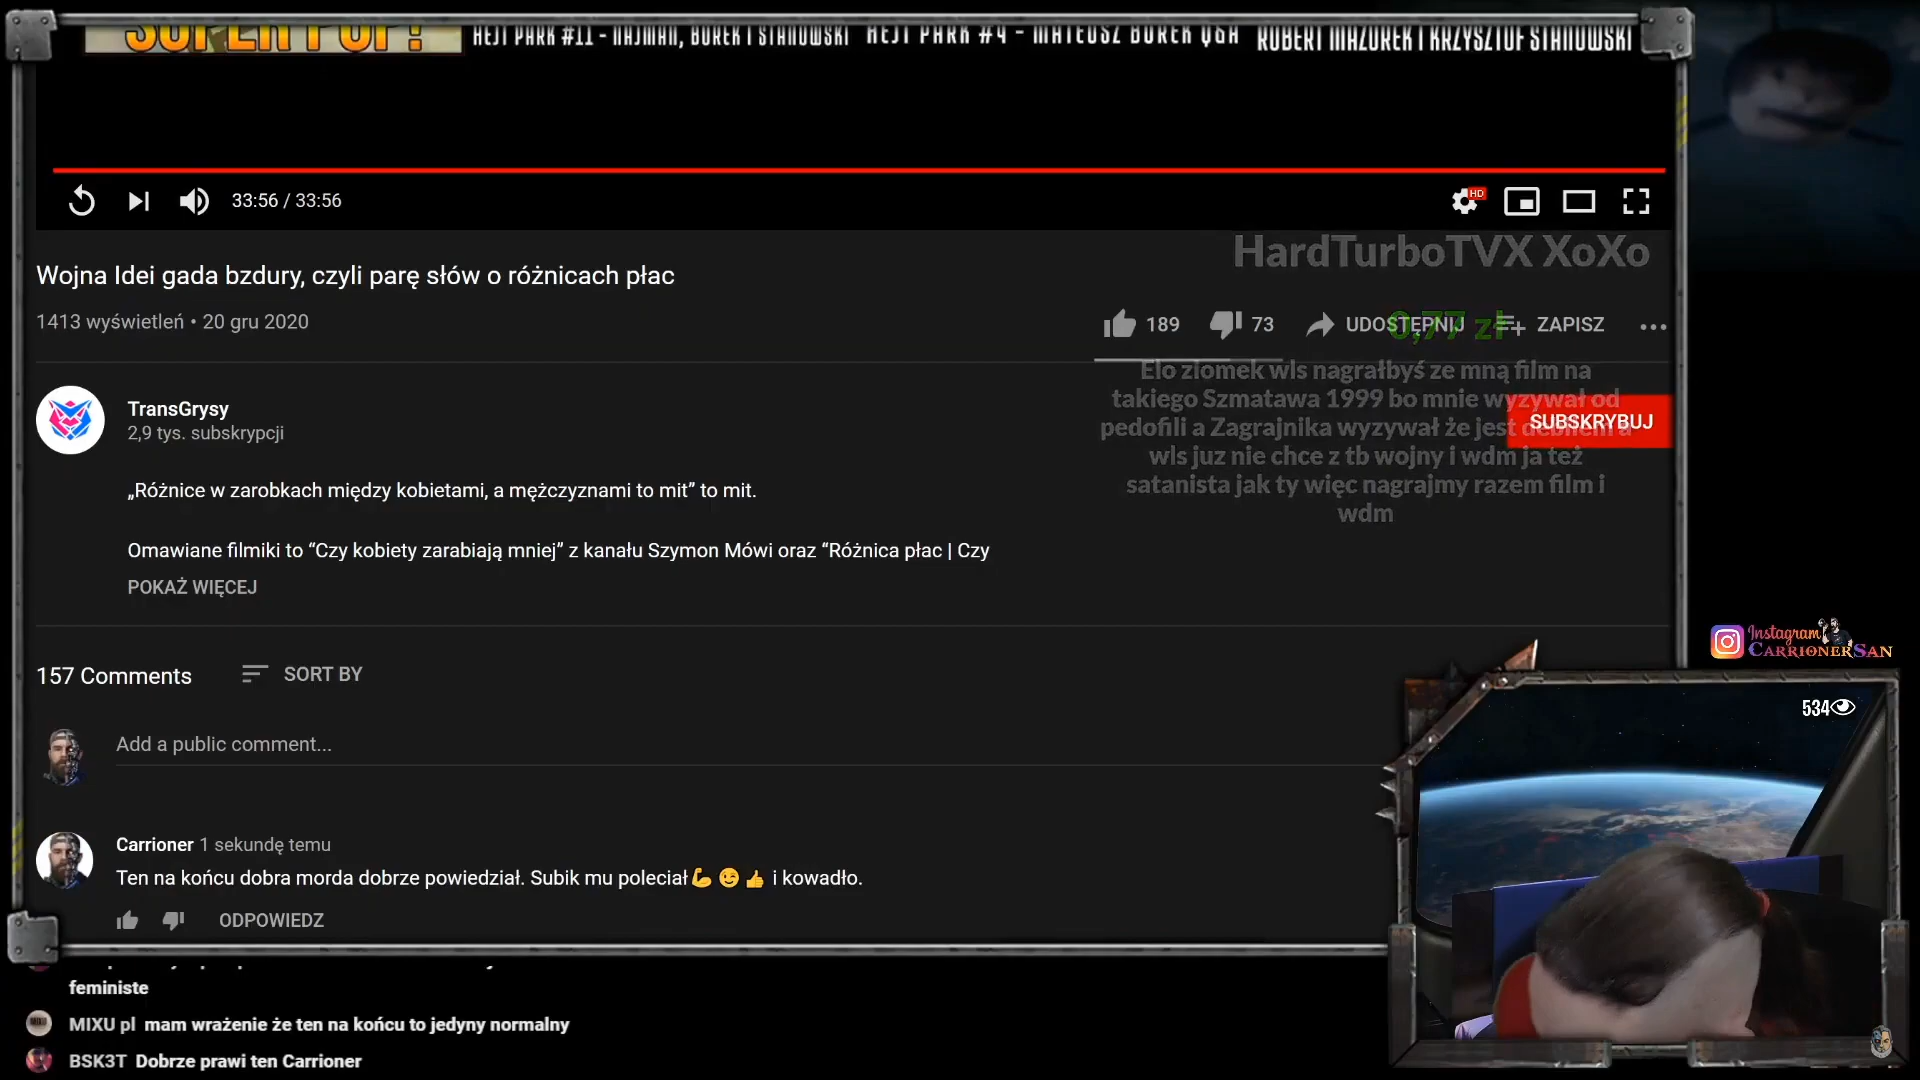 SUPER POP!
HEJT PARK #11 - NAJMAN, BOREK I STANOWSKI
HEJT PARK #4 - MATEUSZ BOREK Q&A
ROBERT MAZUREK I KRZYSZTOF STANOWSKI
33:56 / 33:56
HD
HardTurboTVX XoXo
Wojna Idei gada bzdury, czyli parę słów o różnicach płac
1413 wyświetleń • 20 gru 2020
189
73
UDOSTĘPNIJ
0,77 zł
ZAPISZ
Elo ziomek wls nagrałbyś ze mną film na
takiego Szmatawa 1999 bo mnie wyzywał od
pedofili a Zagrajnika wyzywał że jest debilem a
wls juz nie chce z tb wojny i wdm ja też
satanista jak ty więc nagrajmy razem film i
wdm
TransGrysy
2,9 tys. subskrypcji
SUBSKRYBUJ
„Różnice w zarobkach między kobietami, a mężczyznami to mit” to mit.
Omawiane filmiki to “Czy kobiety zarabiają mniej” z kanału Szymon Mówi oraz “Różnica płac | Czy
POKAŻ WIĘCEJ
157 Comments
SORT BY
Instagram
CARRIONERSAN
534
Add a public comment...
Carrioner 1 sekundę temu
Ten na końcu dobra morda dobrze powiedział. Subik mu poleciał💪 😉 👍 i kowadło.
ODPOWIEDZ
feministe
MIXU pl mam wrażenie że ten na końcu to jedyny normalny
BSK3T Dobrze prawi ten Carrioner